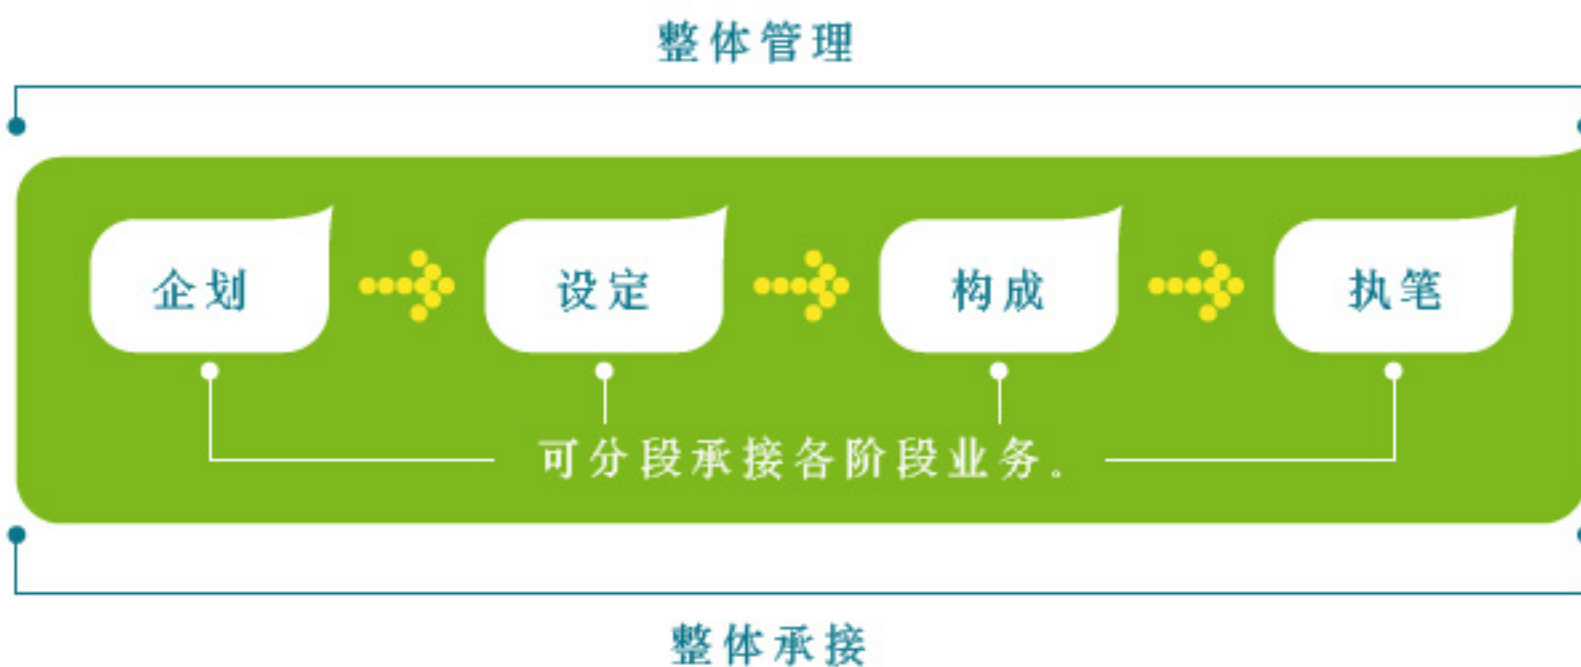 整体管理
企划 设定 构成 执笔
可分段承接各阶段业务。
整体承接